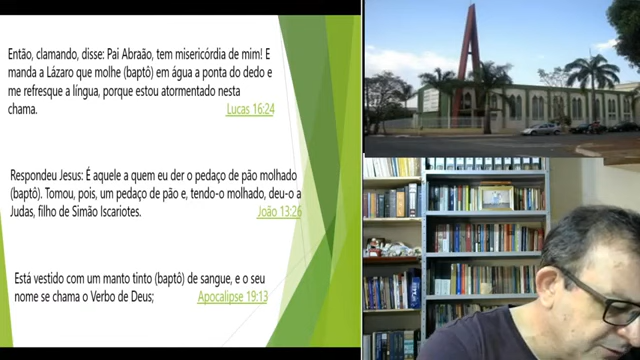 Então, clamando, disse: Pai Abraão, tem misericórdia de mim! E
manda a Lázaro que molhe (baptô) em água a ponta do dedo e
me refresque a língua, porque estou atormentado nesta
chama. Lucas 16:24
Respondeu Jesus: É aquele a quem eu der o pedaço de pão molhado
(baptô). Tomou, pois, um pedaço de pão e, tendo-o molhado, deu-o a
Judas, filho de Simão Iscariotes. João 13:26
Está vestido com um manto tinto (baptô) de sangue, e o seu
nome se chama o Verbo de Deus; Apocalipse 19:13